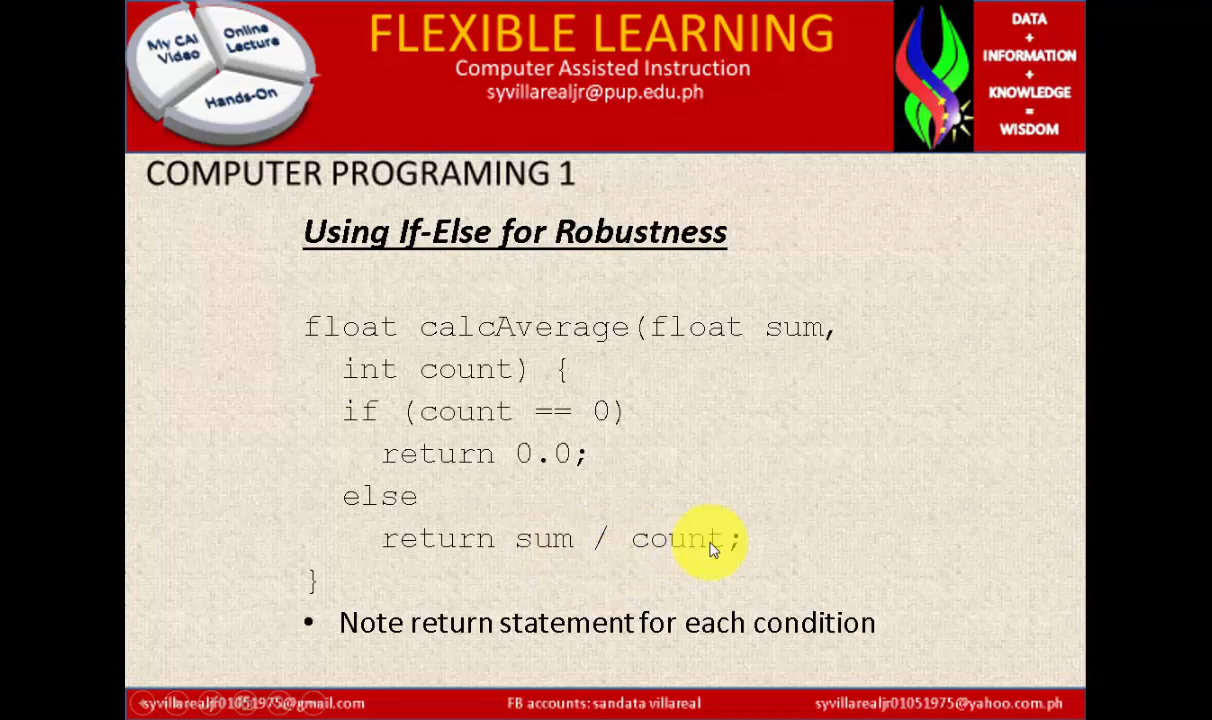 My CAI
Video
Online
Lecture
Hands-On
FLEXIBLE LEARNING
Computer Assisted Instruction
syvillarealjr@pup.edu.ph
DATA
+
INFORMATION
+
KNOWLEDGE
=
WISDOM
COMPUTER PROGRAMING 1
Using If-Else for Robustness
float calcAverage(float sum,
int count) {
if (count == 0)
return 0.0;
else
return sum / count;
}
• Note return statement for each condition
syvillarealjr01051975@gmail.com
FB accounts: sandata villareal
syvillarealjr01051975@yahoo.com.ph